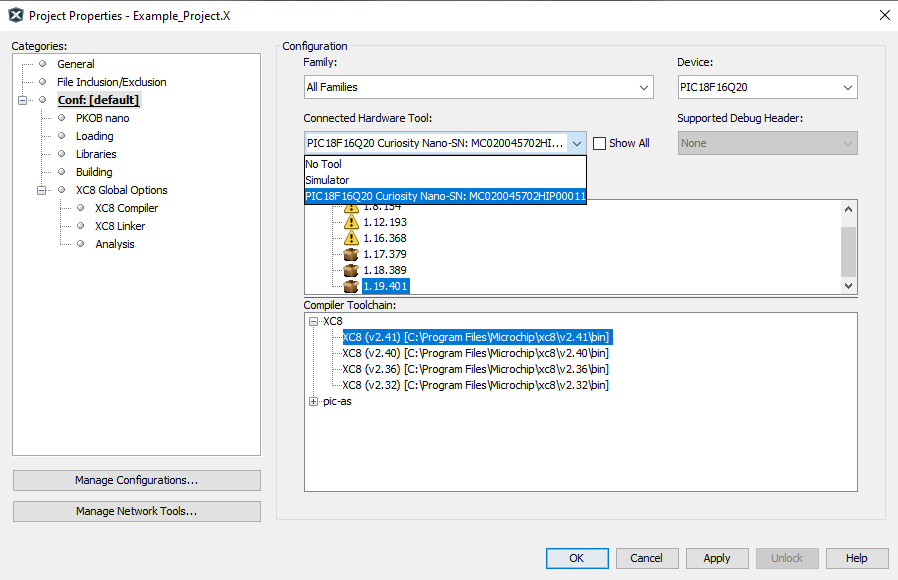 Project Properties - Example_Project.X
Categories:
General
File Inclusion/Exclusion
Conf: [default]
PKOB nano
Loading
Libraries
Building
XC8 Global Options
XC8 Compiler
XC8 Linker
Analysis
Manage Configurations...
Manage Network Tools...
Configuration
Family:
All Families
Device:
PIC18F16Q20
Connected Hardware Tool:
PIC18F16Q20 Curiosity Nano-SN: MC020045702HI...
Show All
Supported Debug Header:
None
No Tool
Simulator
PIC18F16Q20 Curiosity Nano-SN: MC020045702HIP00011
1.8.154
1.12.193
1.16.368
1.17.379
1.18.389
1.19.401
Compiler Toolchain:
XC8
XC8 (v2.41) [C:\Program Files\Microchip\xc8\v2.41\bin]
XC8 (v2.40) [C:\Program Files\Microchip\xc8\v2.40\bin]
XC8 (v2.36) [C:\Program Files\Microchip\xc8\v2.36\bin]
XC8 (v2.32) [C:\Program Files\Microchip\xc8\v2.32\bin]
pic-as
OK
Cancel
Apply
Unlock
Help